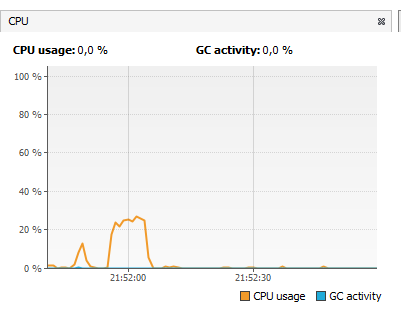 CPU
CPU usage: 0,0 % GC activity: 0,0 %
100 %
80 %
60 %
40 %
20 %
0 %
21:52:00 21:52:30
CPU usage GC activity